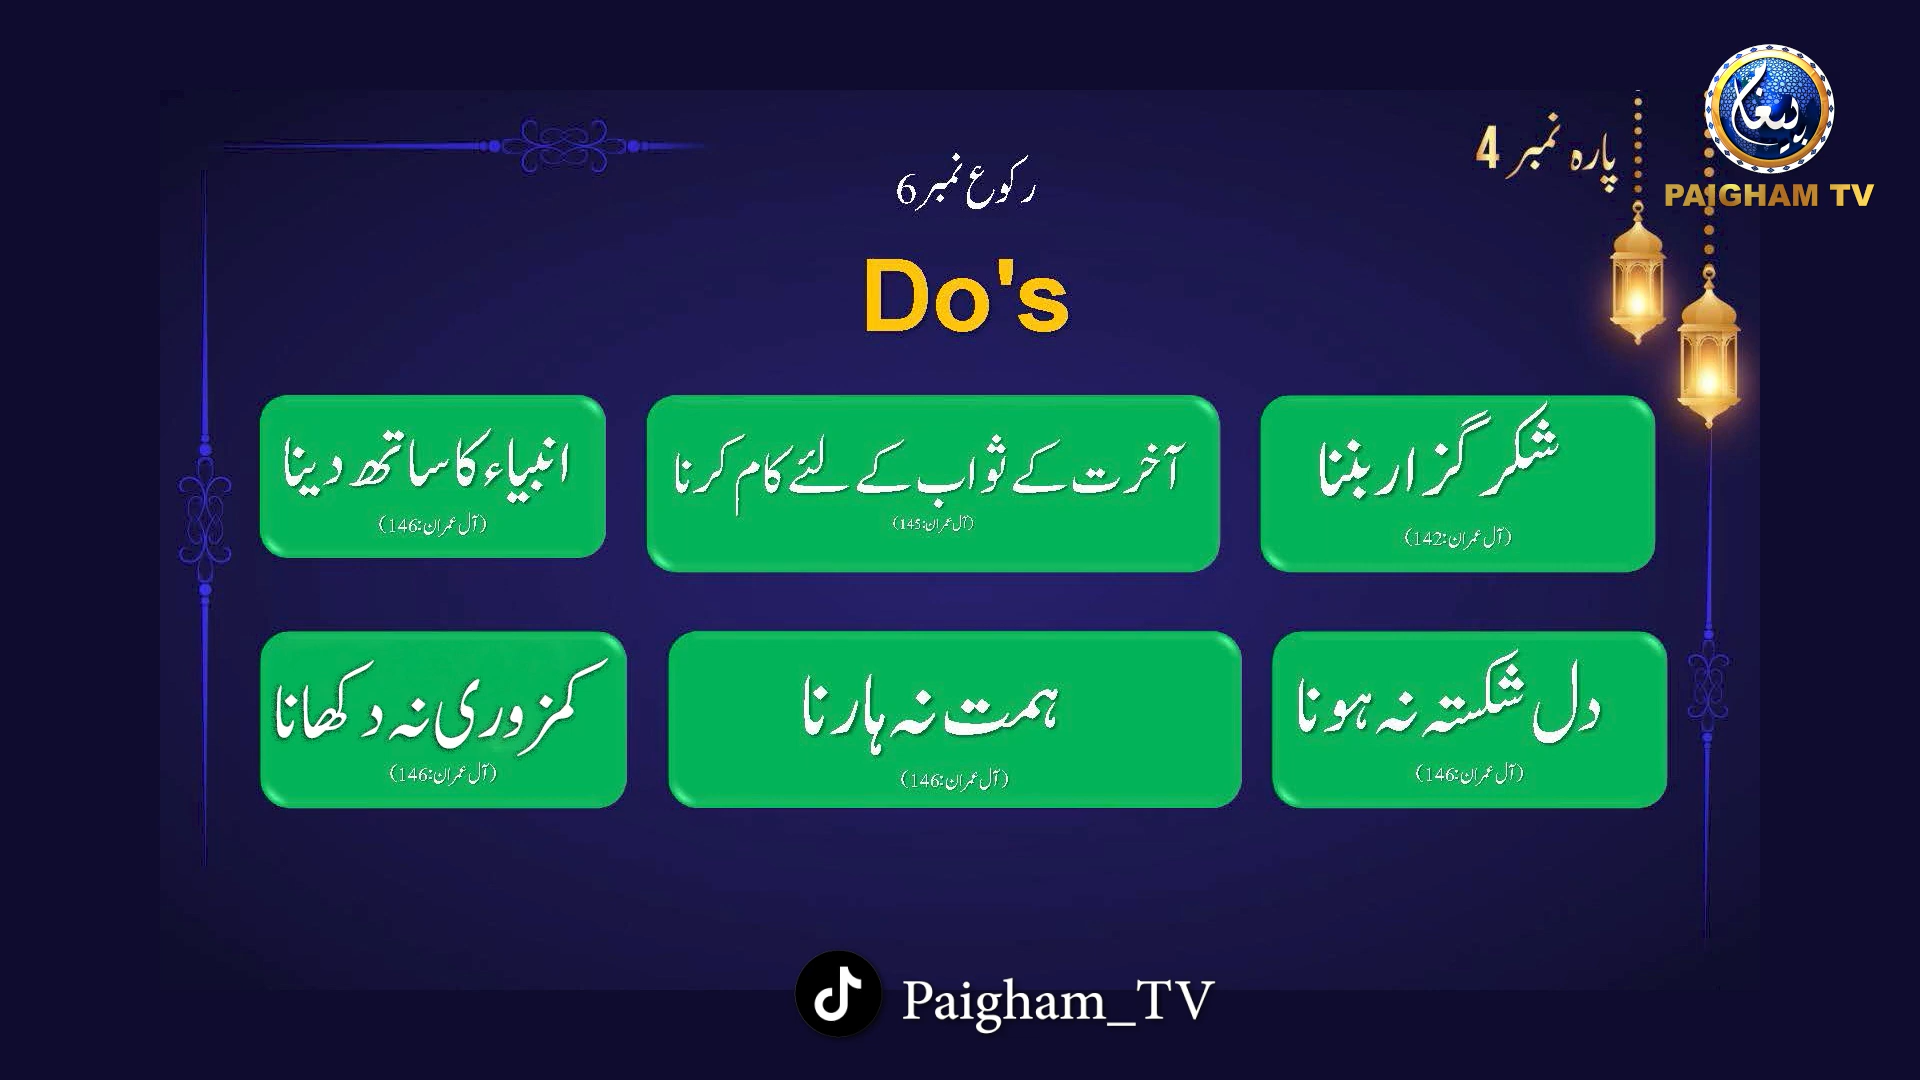 پیغام
PAIGHAM TV
پارہ نمبر 4
رکوع نمبر 6
Do's
شکر گزار بننا
(آل عمران:142)
آخرت کے ثواب کے لئے کام کرنا
(آل عمران:145)
انبیاء کا ساتھ دینا
(آل عمران:146)
دل شکستہ نہ ہونا
(آل عمران:146)
ہمت نہ ہارنا
(آل عمران:146)
کمزوری نہ دکھانا
(آل عمران:146)
Paigham_TV